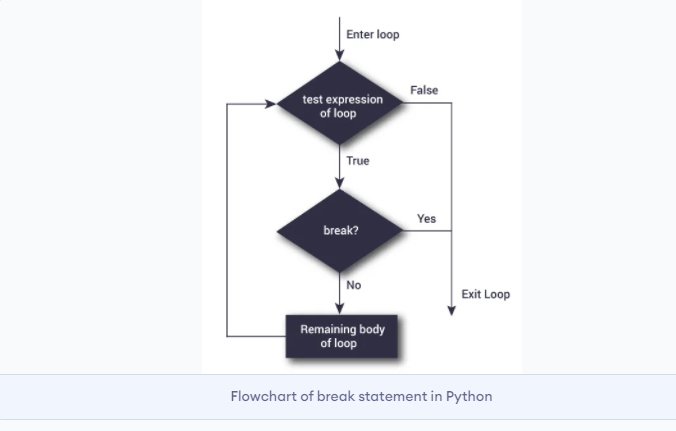 Enter loop
test expression
of loop
False
True
break?
Yes
No
Exit Loop
Remaining body
of loop
Flowchart of break statement in Python